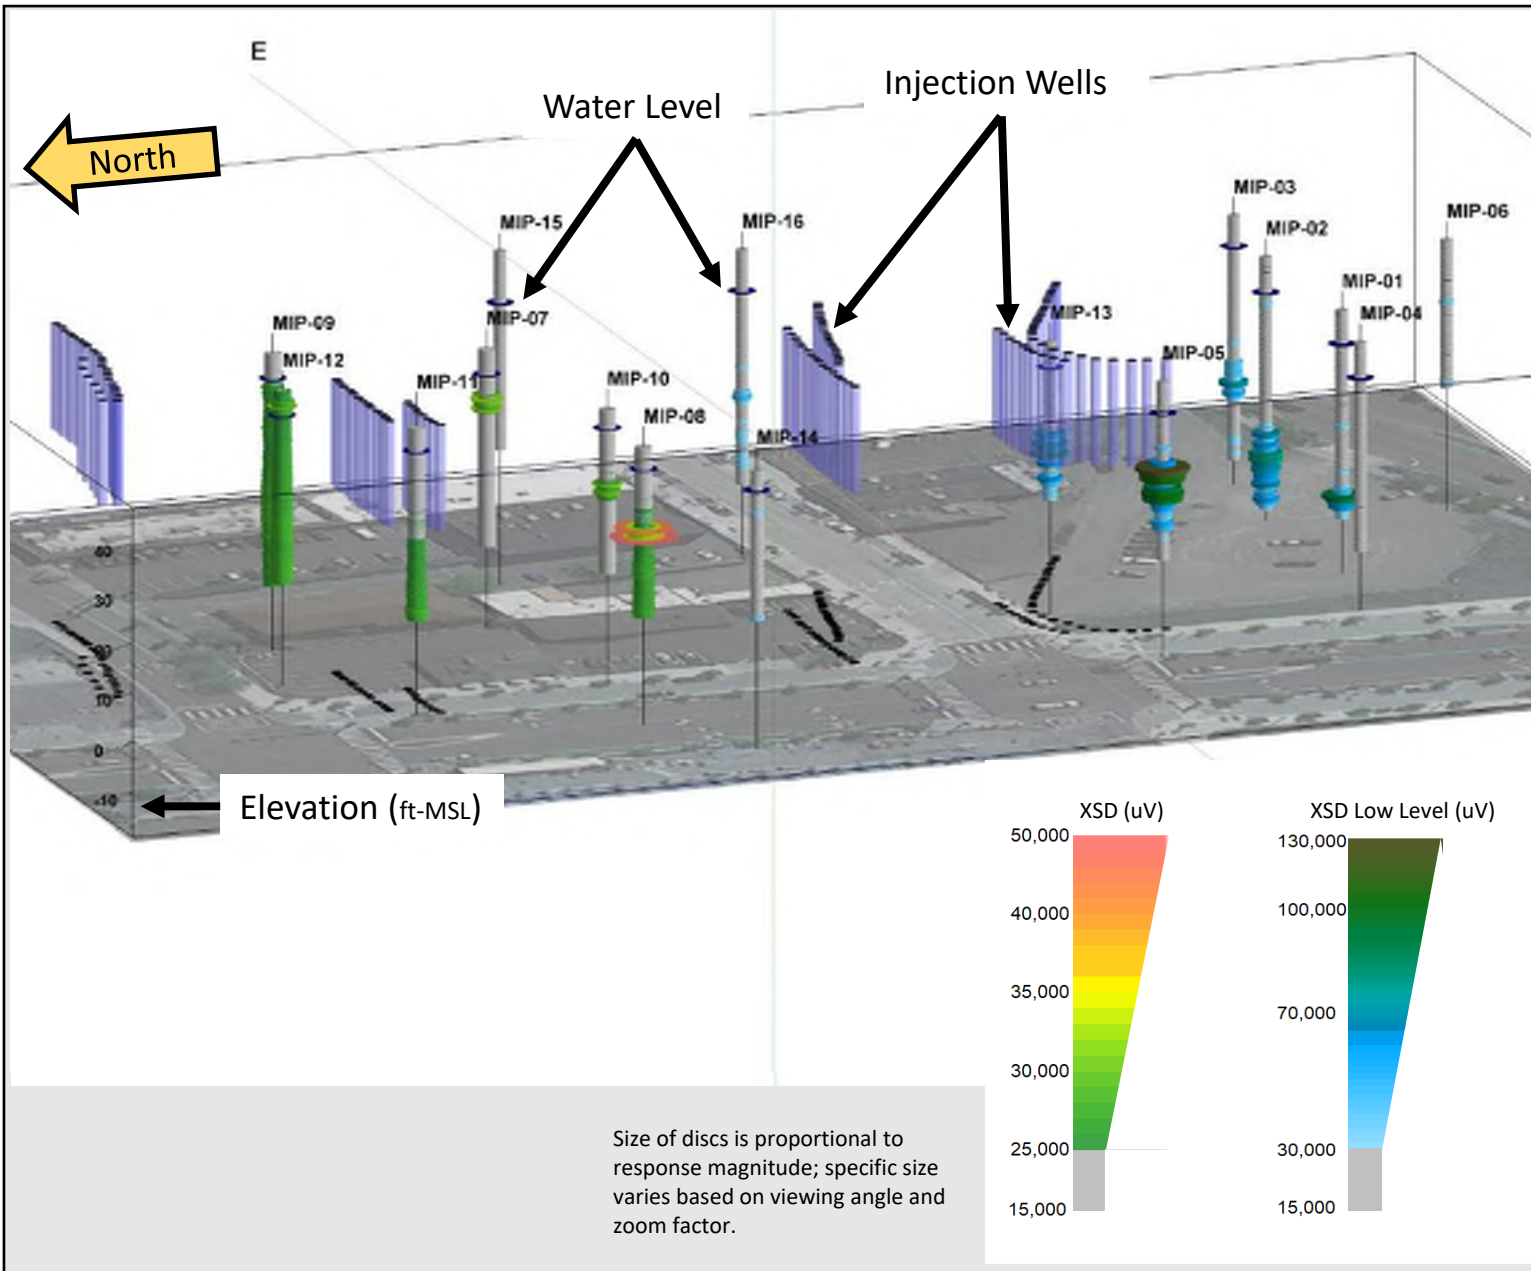 E
Injection Wells
Water Level
North
MIP-03
MIP-06
MIP-15
MIP-16
MIP-02
MIP-01
MIP-09
MIP-07
MIP-13
MIP-04
MIP-12
MIP-05
MIP-11
MIP-10
MIP-08
MIP-14
30
20
10
0
-10
Elevation (ft-MSL)
XSD (uV)
50,000
40,000
35,000
30,000
25,000
15,000
XSD Low Level (uV)
130,000
100,000
70,000
30,000
15,000
Size of discs is proportional to
response magnitude; specific size
varies based on viewing angle and
zoom factor.